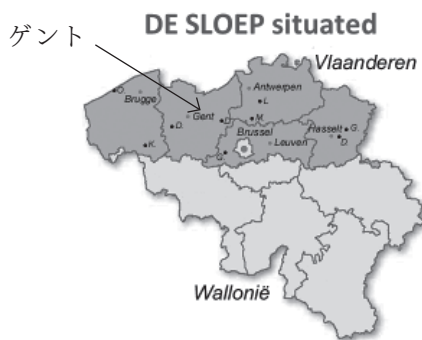 DE SLOEP situated
ゲント
Vlaanderen
O.
Brugge
Antwerpen
L.
Gent
D.
D.
M.
K.
G.
Brussel
Leuven
Hasselt
G.
D.
Wallonië